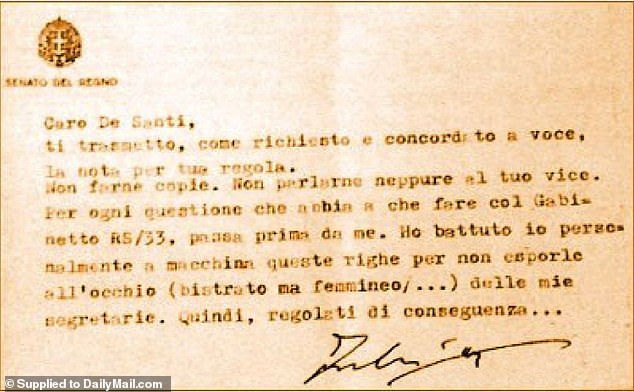 SENATO DEL REGNO
Caro De Santi,
ti trasmetto, come richiesto e concordato a voce,
la nota per tua regola.
Non farne copie. Non parlarne neppure al tuo vice.
Per ogni questione che abbia a che fare col Gabi-
netto RS/33, passa prima da me. Ho battuto io perso-
nalmente a macchina queste righe per non esporle
all'occhio (bistrato ma femmineo/...) delle mie
segretarie. Quindi, regolati di conseguenza...
© Supplied to DailyMail.com